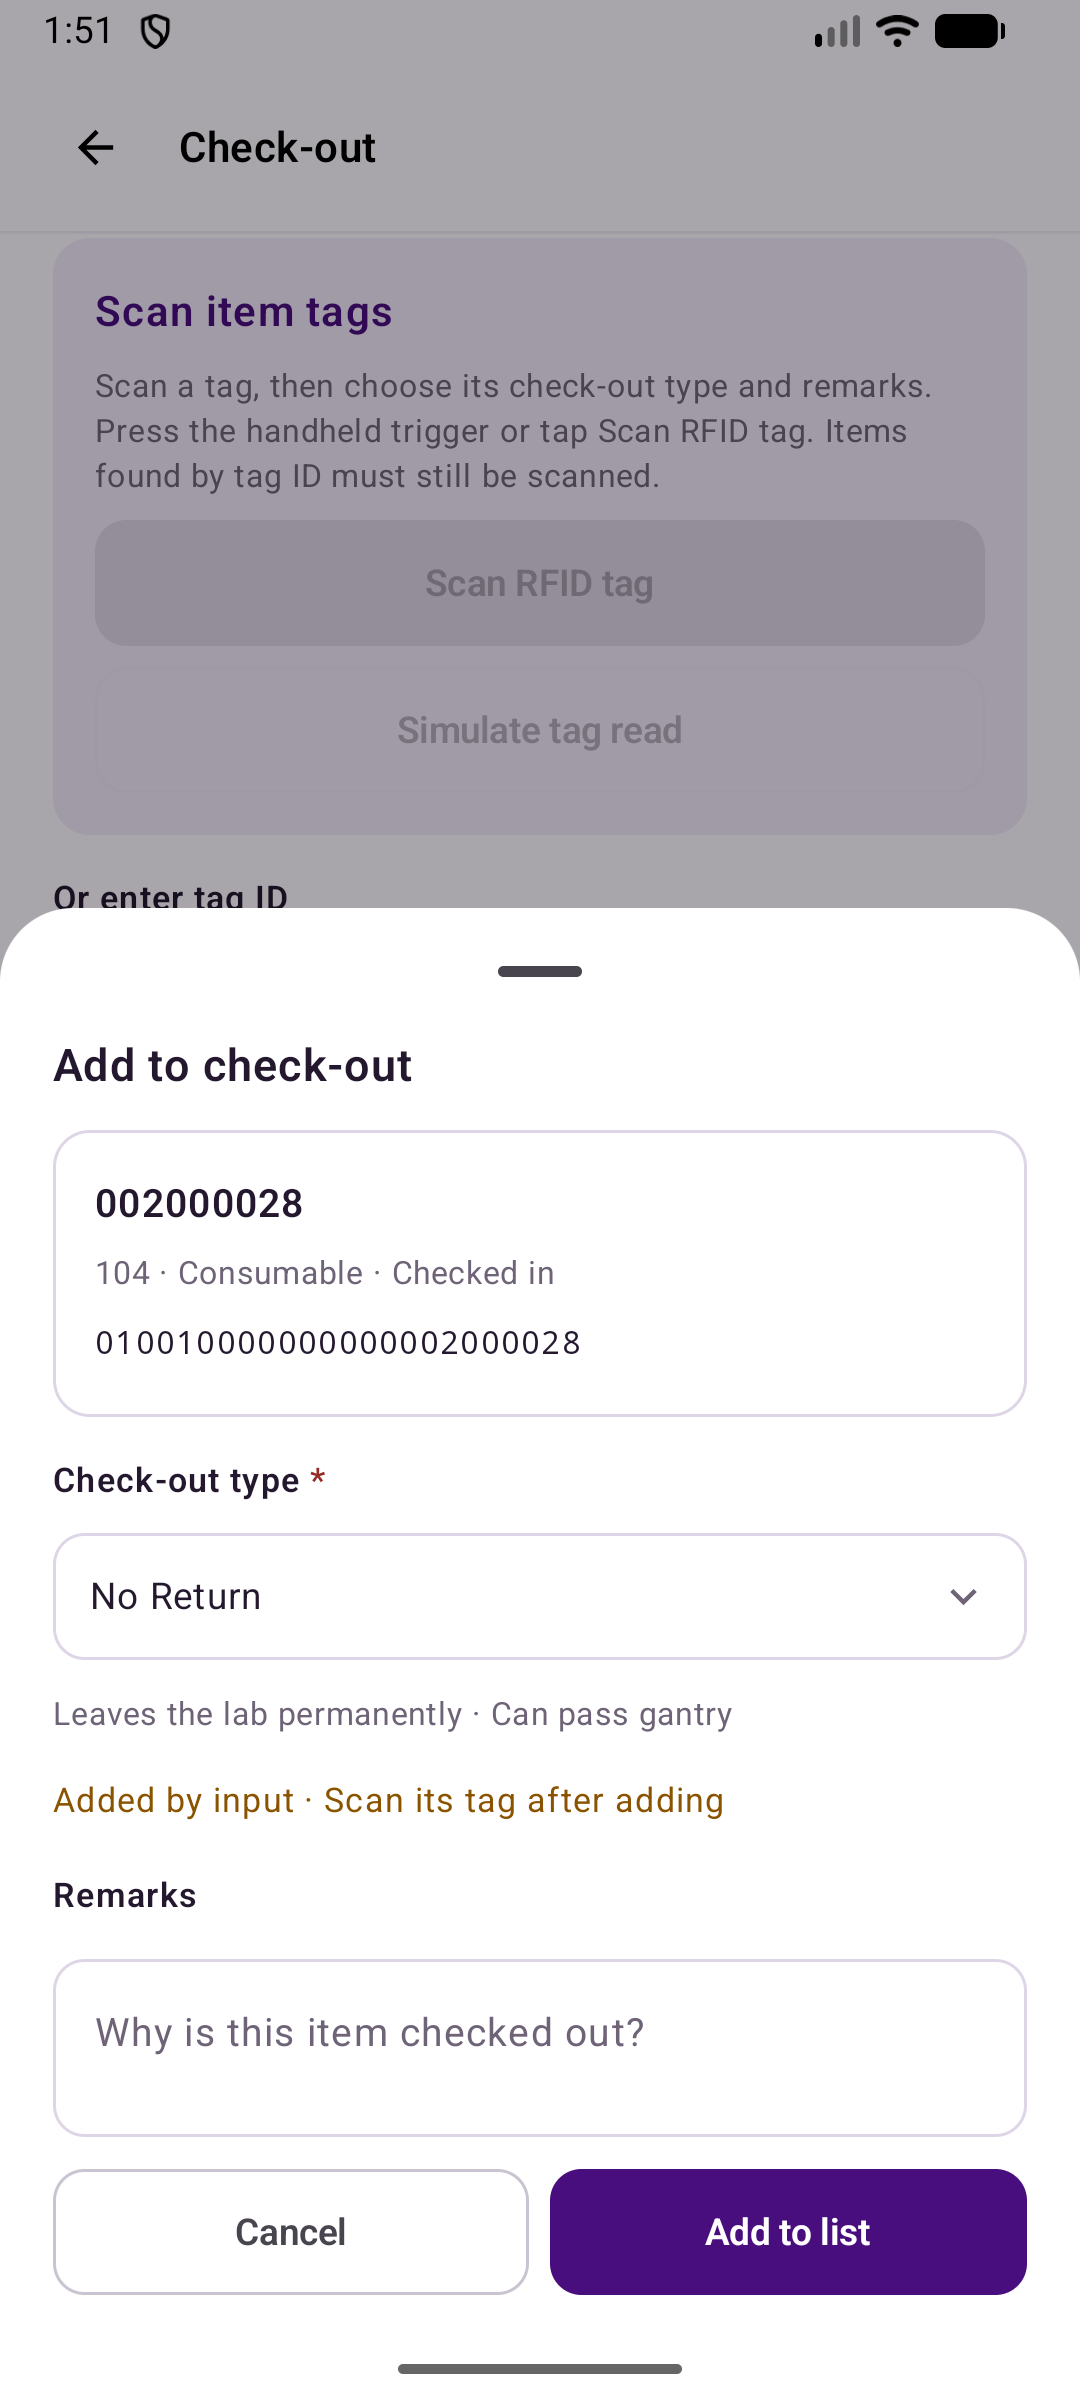 1:51
Check-out
Scan item tags
Scan a tag, then choose its check-out type and remarks.
Press the handheld trigger or tap Scan RFID tag. Items
found by tag ID must still be scanned.
Scan RFID tag
Simulate tag read
Or enter tag ID
Add to check-out
002000028
104 · Consumable · Checked in
010010000000000002000028
Check-out type *
No Return
Leaves the lab permanently · Can pass gantry
Added by input · Scan its tag after adding
Remarks
Why is this item checked out?
Cancel
Add to list